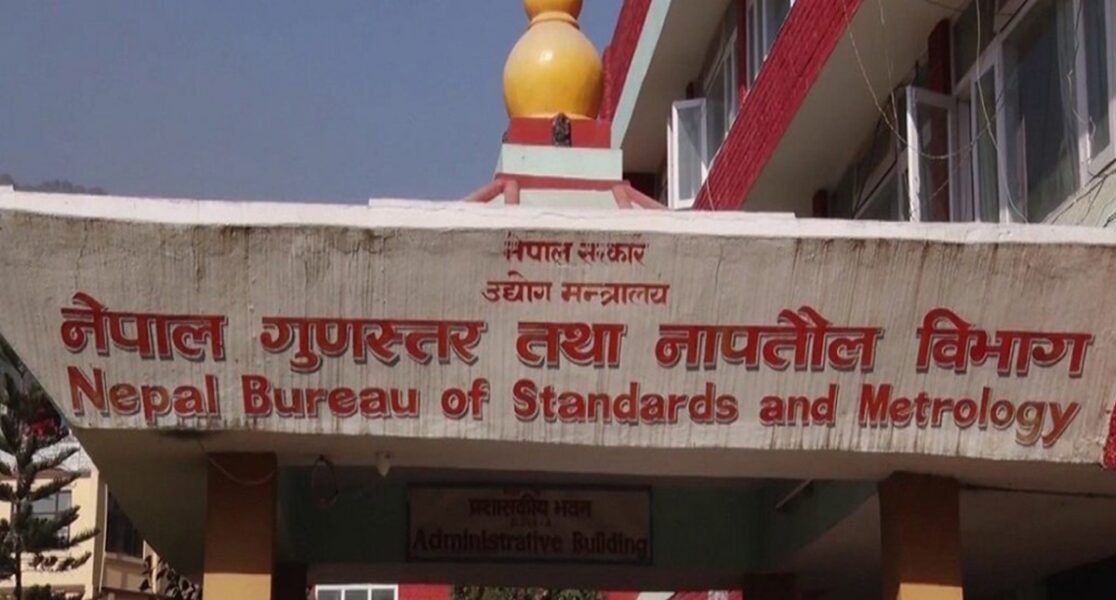 नेपाल सरकार
उद्योग मन्त्रालय
नेपाल गुणस्तर तथा नापतौल विभाग
Nepal Bureau of Standards and Metrology
प्रशासकीय भवन
Administrative Building